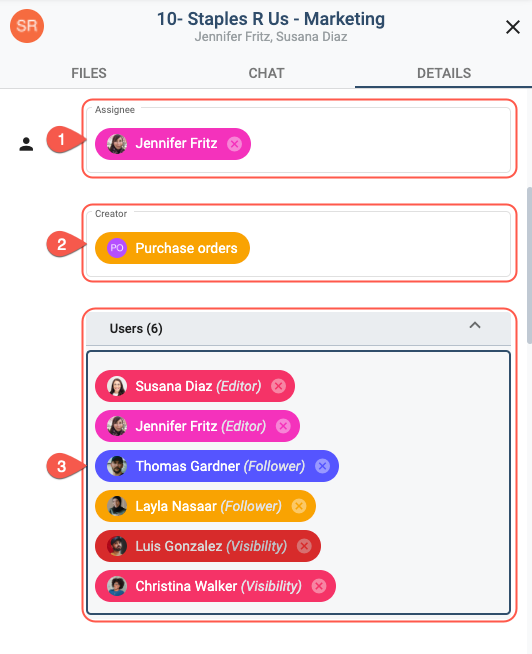 SR
10- Staples R Us - Marketing
Jennifer Fritz, Susana Diaz
FILES CHAT DETAILS
Assignee
1
Jennifer Fritz
Creator
2
PO Purchase orders
Users (6)
Susana Diaz (Editor)
Jennifer Fritz (Editor)
3 Thomas Gardner (Follower)
Layla Nasaar (Follower)
Luis Gonzalez (Visibility)
Christina Walker (Visibility)